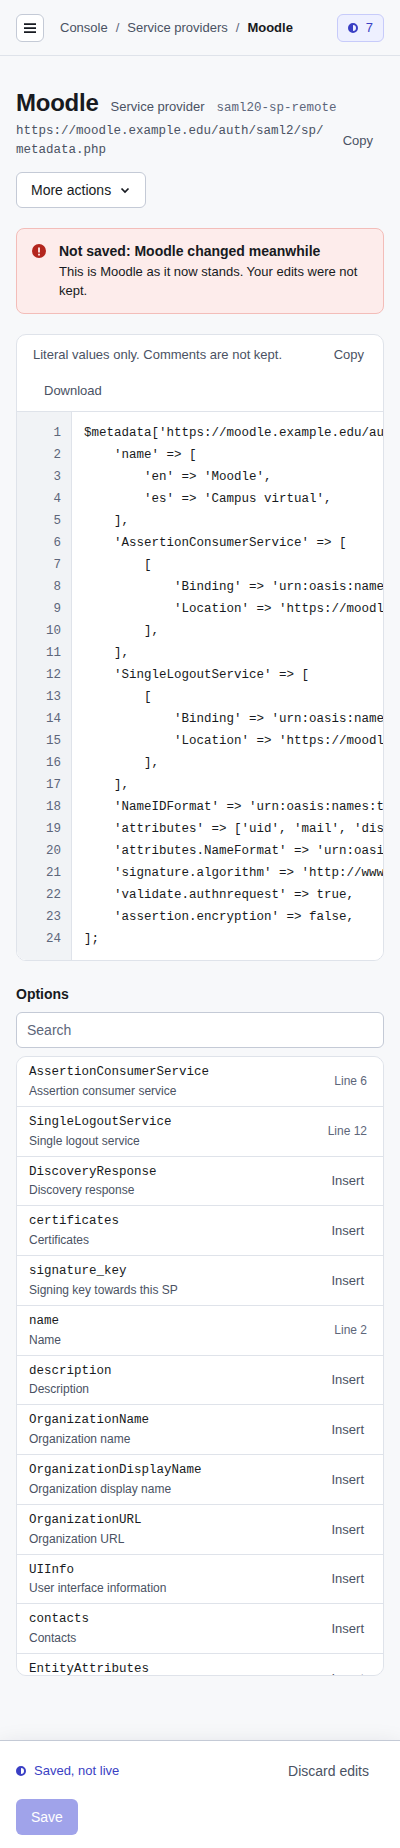 Console / Service providers / Moodle
7
Moodle Service provider saml20-sp-remote
https://moodle.example.edu/auth/saml2/sp/
metadata.php
Copy
More actions
Not saved: Moodle changed meanwhile
This is Moodle as it now stands. Your edits were not
kept.
Literal values only. Comments are not kept.
Copy
Download
1 $metadata['https://moodle.example.edu/au
2 'name' => [
3 'en' => 'Moodle',
4 'es' => 'Campus virtual',
5 ],
6 'AssertionConsumerService' => [
7 [
8 'Binding' => 'urn:oasis:name
9 'Location' => 'https://moodl
10 ],
11 ],
12 'SingleLogoutService' => [
13 [
14 'Binding' => 'urn:oasis:name
15 'Location' => 'https://moodl
16 ],
17 ],
18 'NameIDFormat' => 'urn:oasis:names:t
19 'attributes' => ['uid', 'mail', 'dis
20 'attributes.NameFormat' => 'urn:oasi
21 'signature.algorithm' => 'http://www
22 'validate.authnrequest' => true,
23 'assertion.encryption' => false,
24 ];
Options
Search
AssertionConsumerService
Assertion consumer service
Line 6
SingleLogoutService
Single logout service
Line 12
DiscoveryResponse
Discovery response
Insert
certificates
Certificates
Insert
signature_key
Signing key towards this SP
Insert
name
Name
Line 2
description
Description
Insert
OrganizationName
Organization name
Insert
OrganizationDisplayName
Organization display name
Insert
OrganizationURL
Organization URL
Insert
UIInfo
User interface information
Insert
contacts
Contacts
Insert
EntityAttributes
Saved, not live
Discard edits
Save